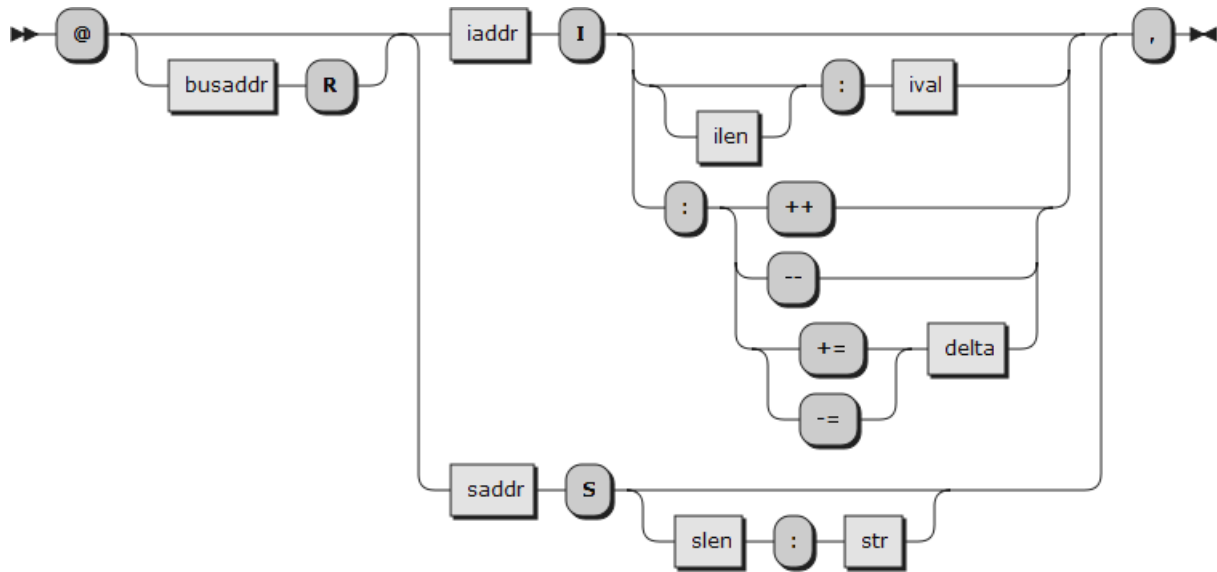 @ iaddr I ,
busaddr R : ival
ilen
: ++
--
+= delta
-=
saddr S
slen : str